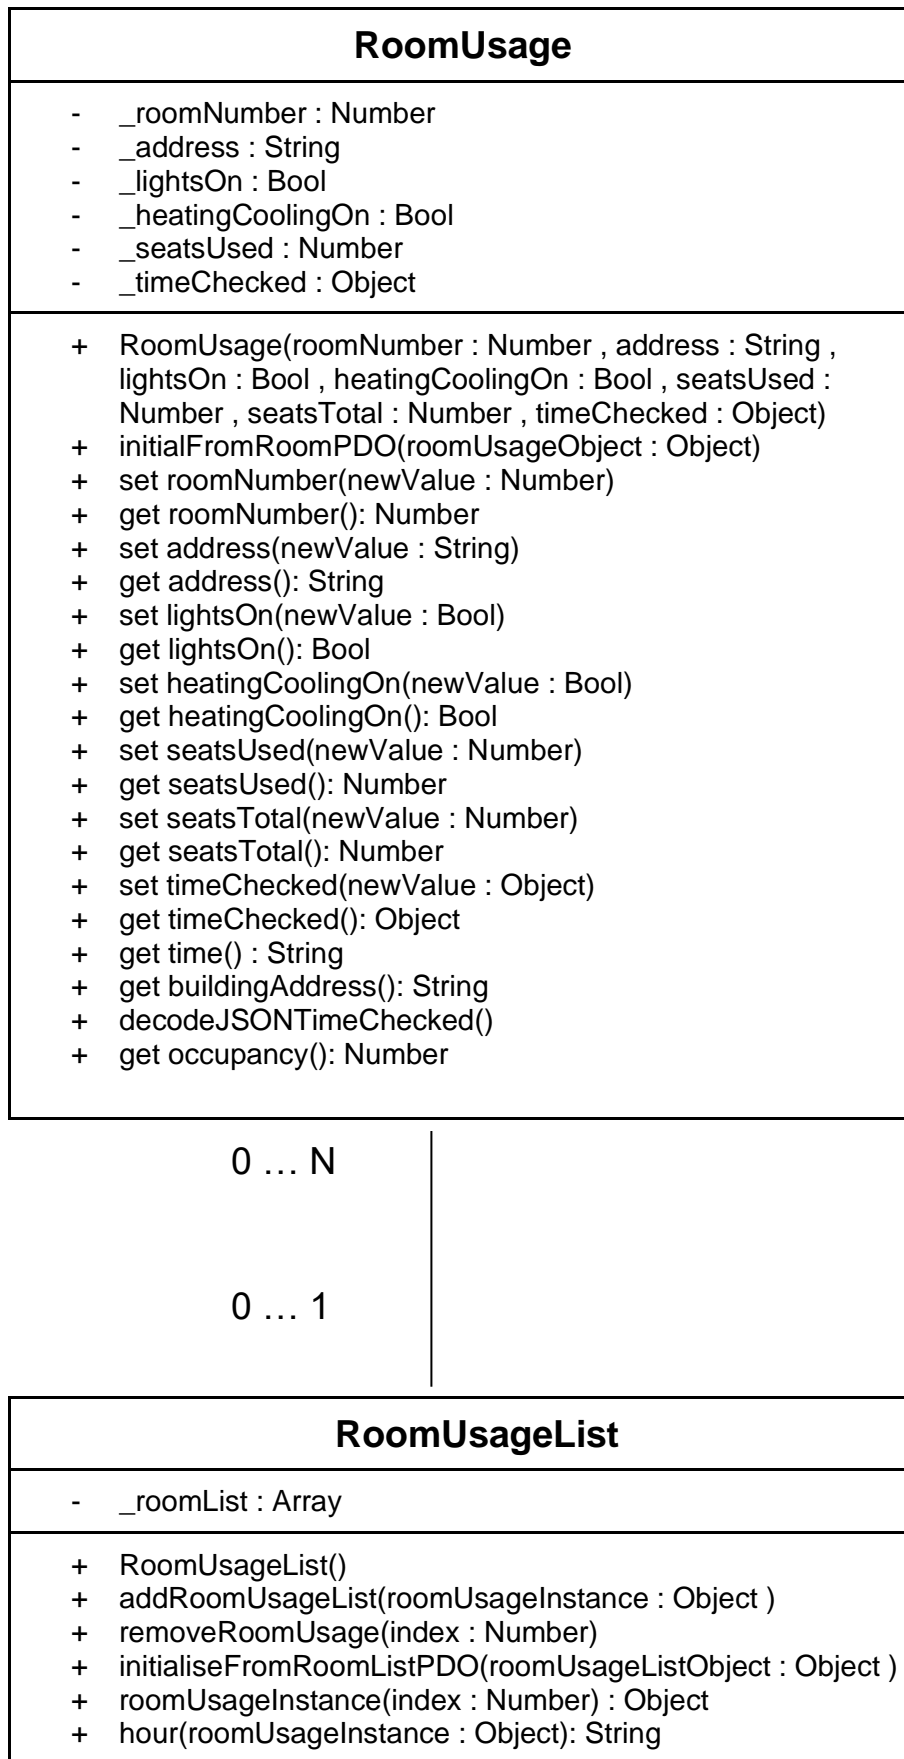 RoomUsage
- _roomNumber : Number
- _address : String
- _lightsOn : Bool
- _heatingCoolingOn : Bool
- _seatsUsed : Number
- _timeChecked : Object
+ RoomUsage(roomNumber : Number , address : String ,
lightsOn : Bool , heatingCoolingOn : Bool , seatsUsed :
Number , seatsTotal : Number , timeChecked : Object)
+ initialFromRoomPDO(roomUsageObject : Object)
+ set roomNumber(newValue : Number)
+ get roomNumber(): Number
+ set address(newValue : String)
+ get address(): String
+ set lightsOn(newValue : Bool)
+ get lightsOn(): Bool
+ set heatingCoolingOn(newValue : Bool)
+ get heatingCoolingOn(): Bool
+ set seatsUsed(newValue : Number)
+ get seatsUsed(): Number
+ set seatsTotal(newValue : Number)
+ get seatsTotal(): Number
+ set timeChecked(newValue : Object)
+ get timeChecked(): Object
+ get time() : String
+ get buildingAddress(): String
+ decodeJSONTimeChecked()
+ get occupancy(): Number
0 … N
0 … 1
RoomUsageList
- _roomList : Array
+ RoomUsageList()
+ addRoomUsageList(roomUsageInstance : Object )
+ removeRoomUsage(index : Number)
+ initialiseFromRoomListPDO(roomUsageListObject : Object )
+ roomUsageInstance(index : Number) : Object
+ hour(roomUsageInstance : Object): String